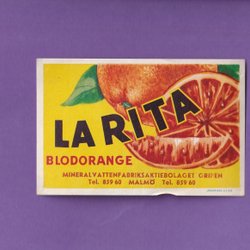 LA RITA
BLODORANGE
MINERALVATTENFABRIKSAKTIEBOLAGET GRIPEN
Tel. 859 60 MALMÖ Tel. 859 60